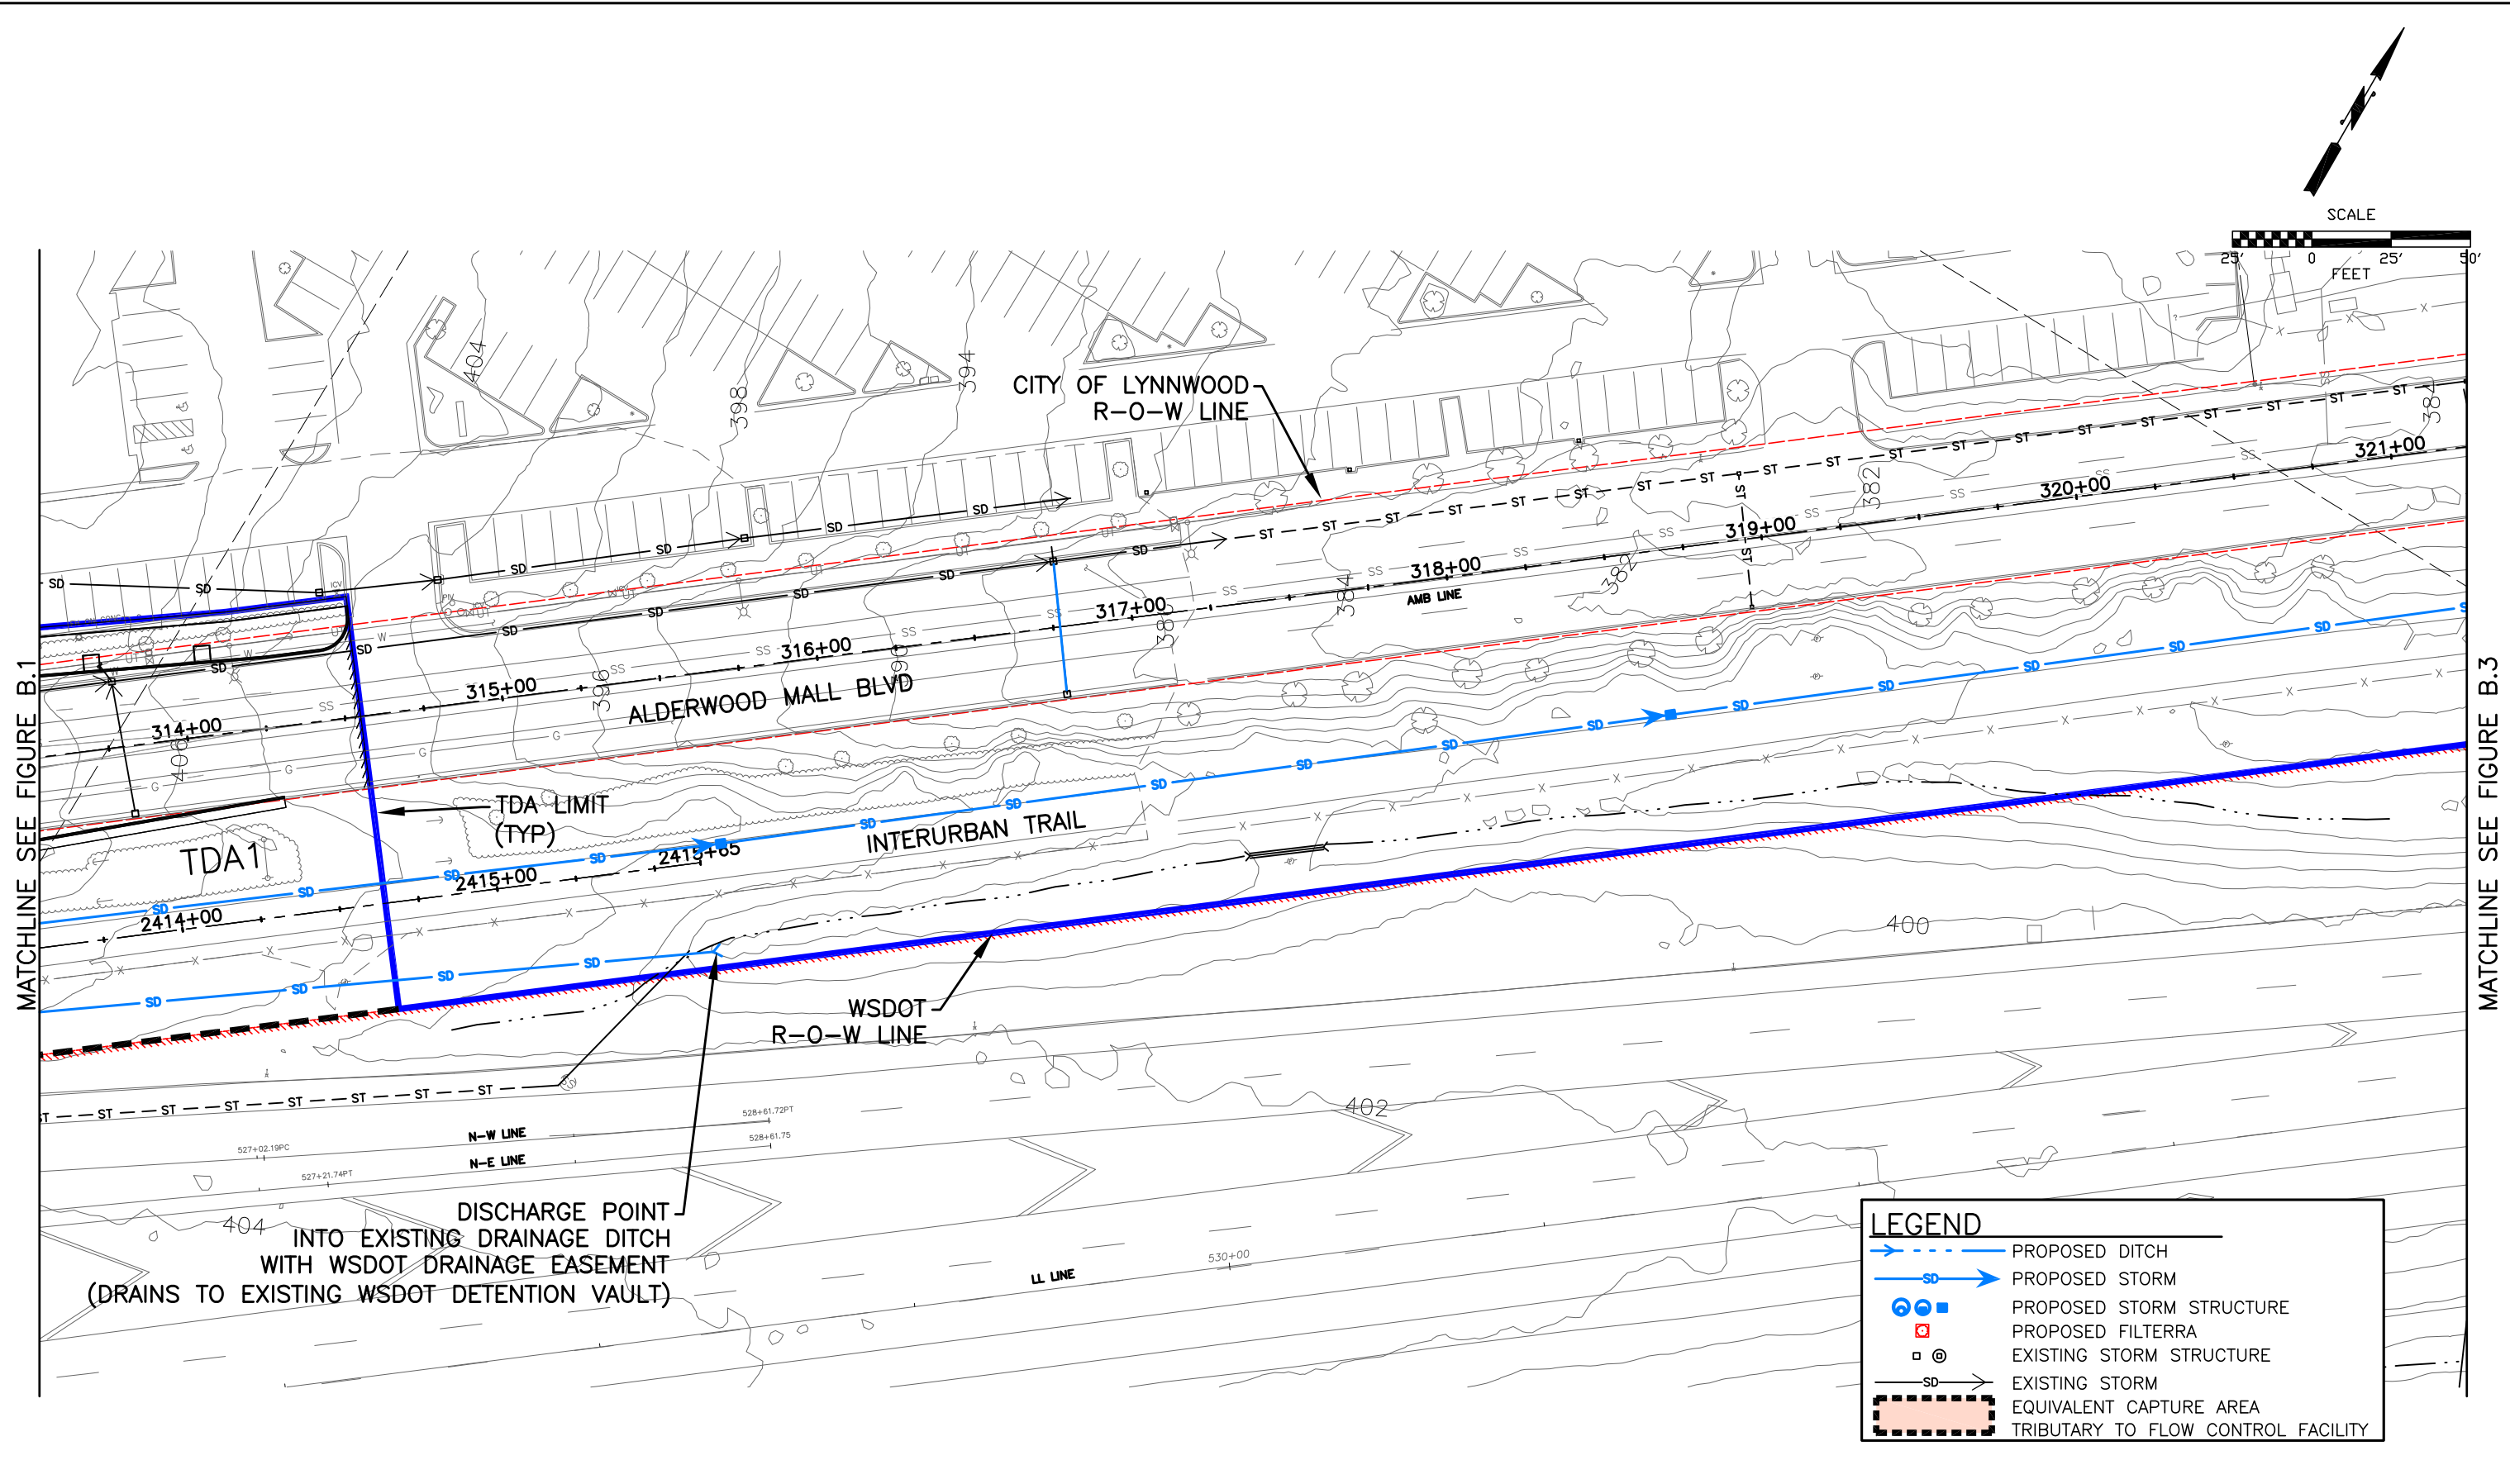 SCALE
25' 0 25' 50'
FEET
MATCHLINE SEE FIGURE B.1
MATCHLINE SEE FIGURE B.3
404
398
394
CITY OF LYNNWOOD
R-O-W LINE
382
387
321+00
320+00
319+00
318+00
AMB LINE
382
384
317+00
386
316+00
390
315+00
396
314+00
408
ALDERWOOD MALL BLVD
TDA LIMIT
(TYP)
TDA1
INTERURBAN TRAIL
2415+65
2415+00
2414+00
400
WSDOT
R-O-W LINE
402
528+61.72PT
N-W LINE
528+61.75
527+02.19PC
N-E LINE
527+21.74PT
404
DISCHARGE POINT
INTO EXISTING DRAINAGE DITCH
WITH WSDOT DRAINAGE EASEMENT
(DRAINS TO EXISTING WSDOT DETENTION VAULT)
530+00
LL LINE
LEGEND
PROPOSED DITCH
SD PROPOSED STORM
PROPOSED STORM STRUCTURE
PROPOSED FILTERRA
EXISTING STORM STRUCTURE
SD EXISTING STORM
EQUIVALENT CAPTURE AREA
TRIBUTARY TO FLOW CONTROL FACILITY